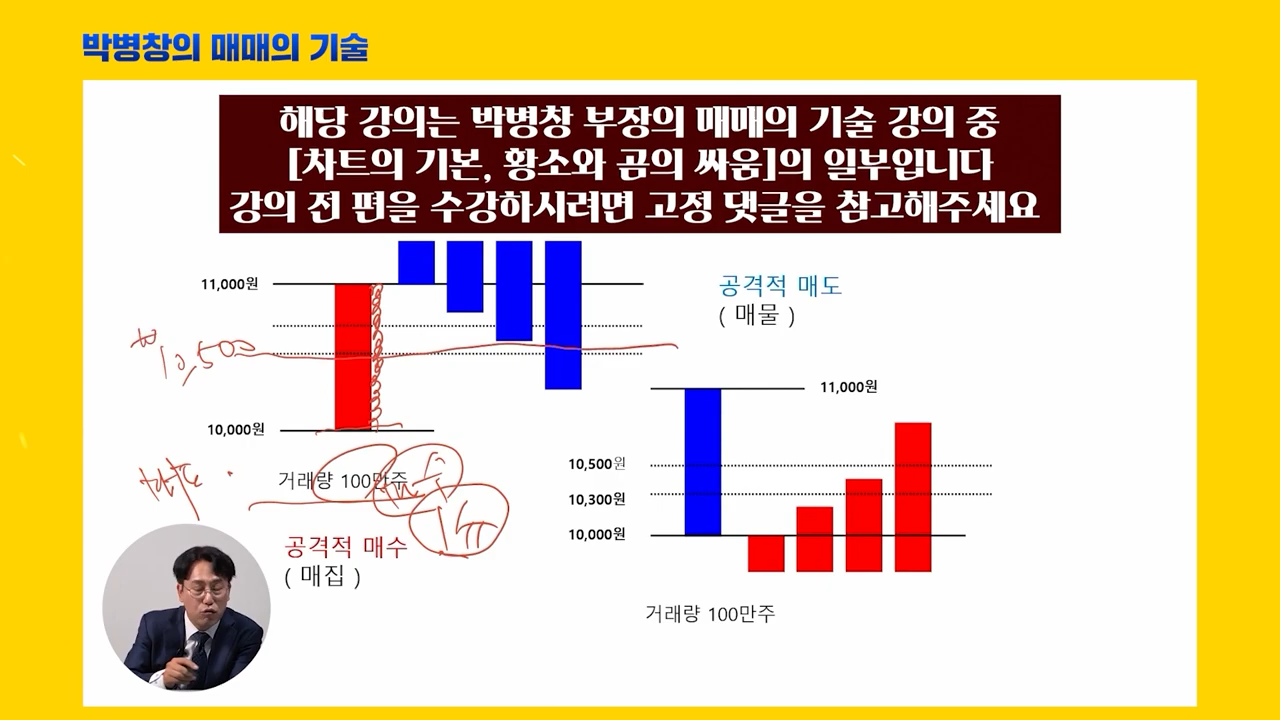 박병창의 매매의 기술
해당 강의는 박병창 부장의 매매의 기술 강의 중
[차트의 기본, 황소와 곰의 싸움]의 일부입니다
강의 전 편을 수강하시려면 고정 댓글을 참고해주세요
11,000원
공격적 매도
( 매물 )
₩10,500
10,000원
11,000원
거래량 100만주
10,500원
10,300원
10,000원
공격적 매수
( 매집 )
거래량 100만주